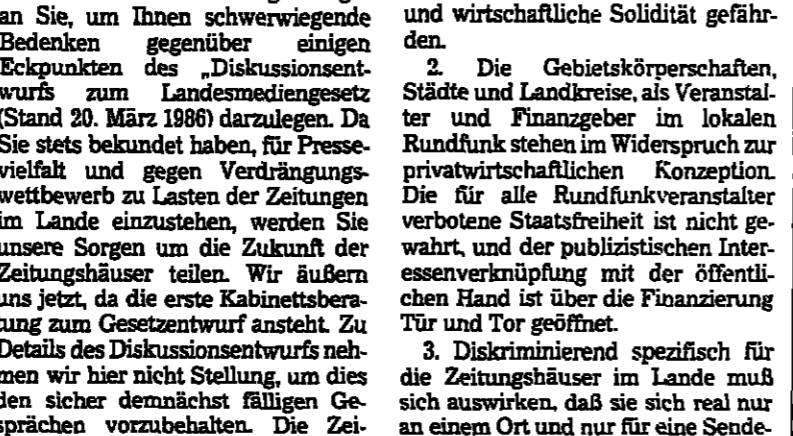 an Sie, um Ihnen schwerwiegende
Bedenken gegenüber einigen
Eckpunkten des „Diskussionsent-
wurfs zum Landesmediengesetz
(Stand 20. März 1986) darzulegen. Da
Sie stets bekundet haben, für Presse-
vielfalt und gegen Verdrängungs-
wettbewerb zu Lasten der Zeitungen
im Lande einzustehen, werden Sie
unsere Sorgen um die Zukunft der
Zeitungshäuser teilen. Wir äußern
uns jetzt, da die erste Kabinettsbera-
tung zum Gesetzentwurf ansteht. Zu
Details des Diskussionsentwurfs neh-
men wir hier nicht Stellung, um dies
den sicher demnächst fälligen Ge-
sprächen vorzubehalten. Die Zei-
und wirtschaftliche Solidität gefähr-
den.
2. Die Gebietskörperschaften,
Städte und Landkreise, als Veranstal-
ter und Finanzgeber im lokalen
Rundfunk stehen im Widerspruch zur
privatwirtschaftlichen Konzeption.
Die für alle Rundfunkveranstalter
verbotene Staatsfreiheit ist nicht ge-
wahrt, und der publizistischen Inter-
essenverknüpfung mit der öffentli-
chen Hand ist über die Finanzierung
Tür und Tor geöffnet.
3. Diskriminierend spezifisch für
die Zeitungshäuser im Lande muß
sich auswirken, daß sie sich real nur
an einem Ort und nur für eine Sende-